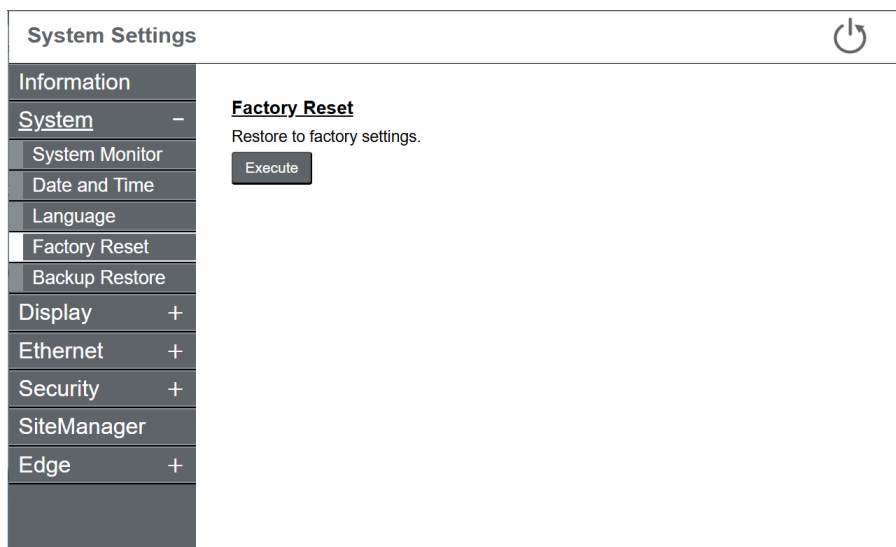 System Settings
Information
System −
System Monitor
Date and Time
Language
Factory Reset
Backup Restore
Display +
Ethernet +
Security +
SiteManager
Edge +
Factory Reset
Restore to factory settings.
Execute